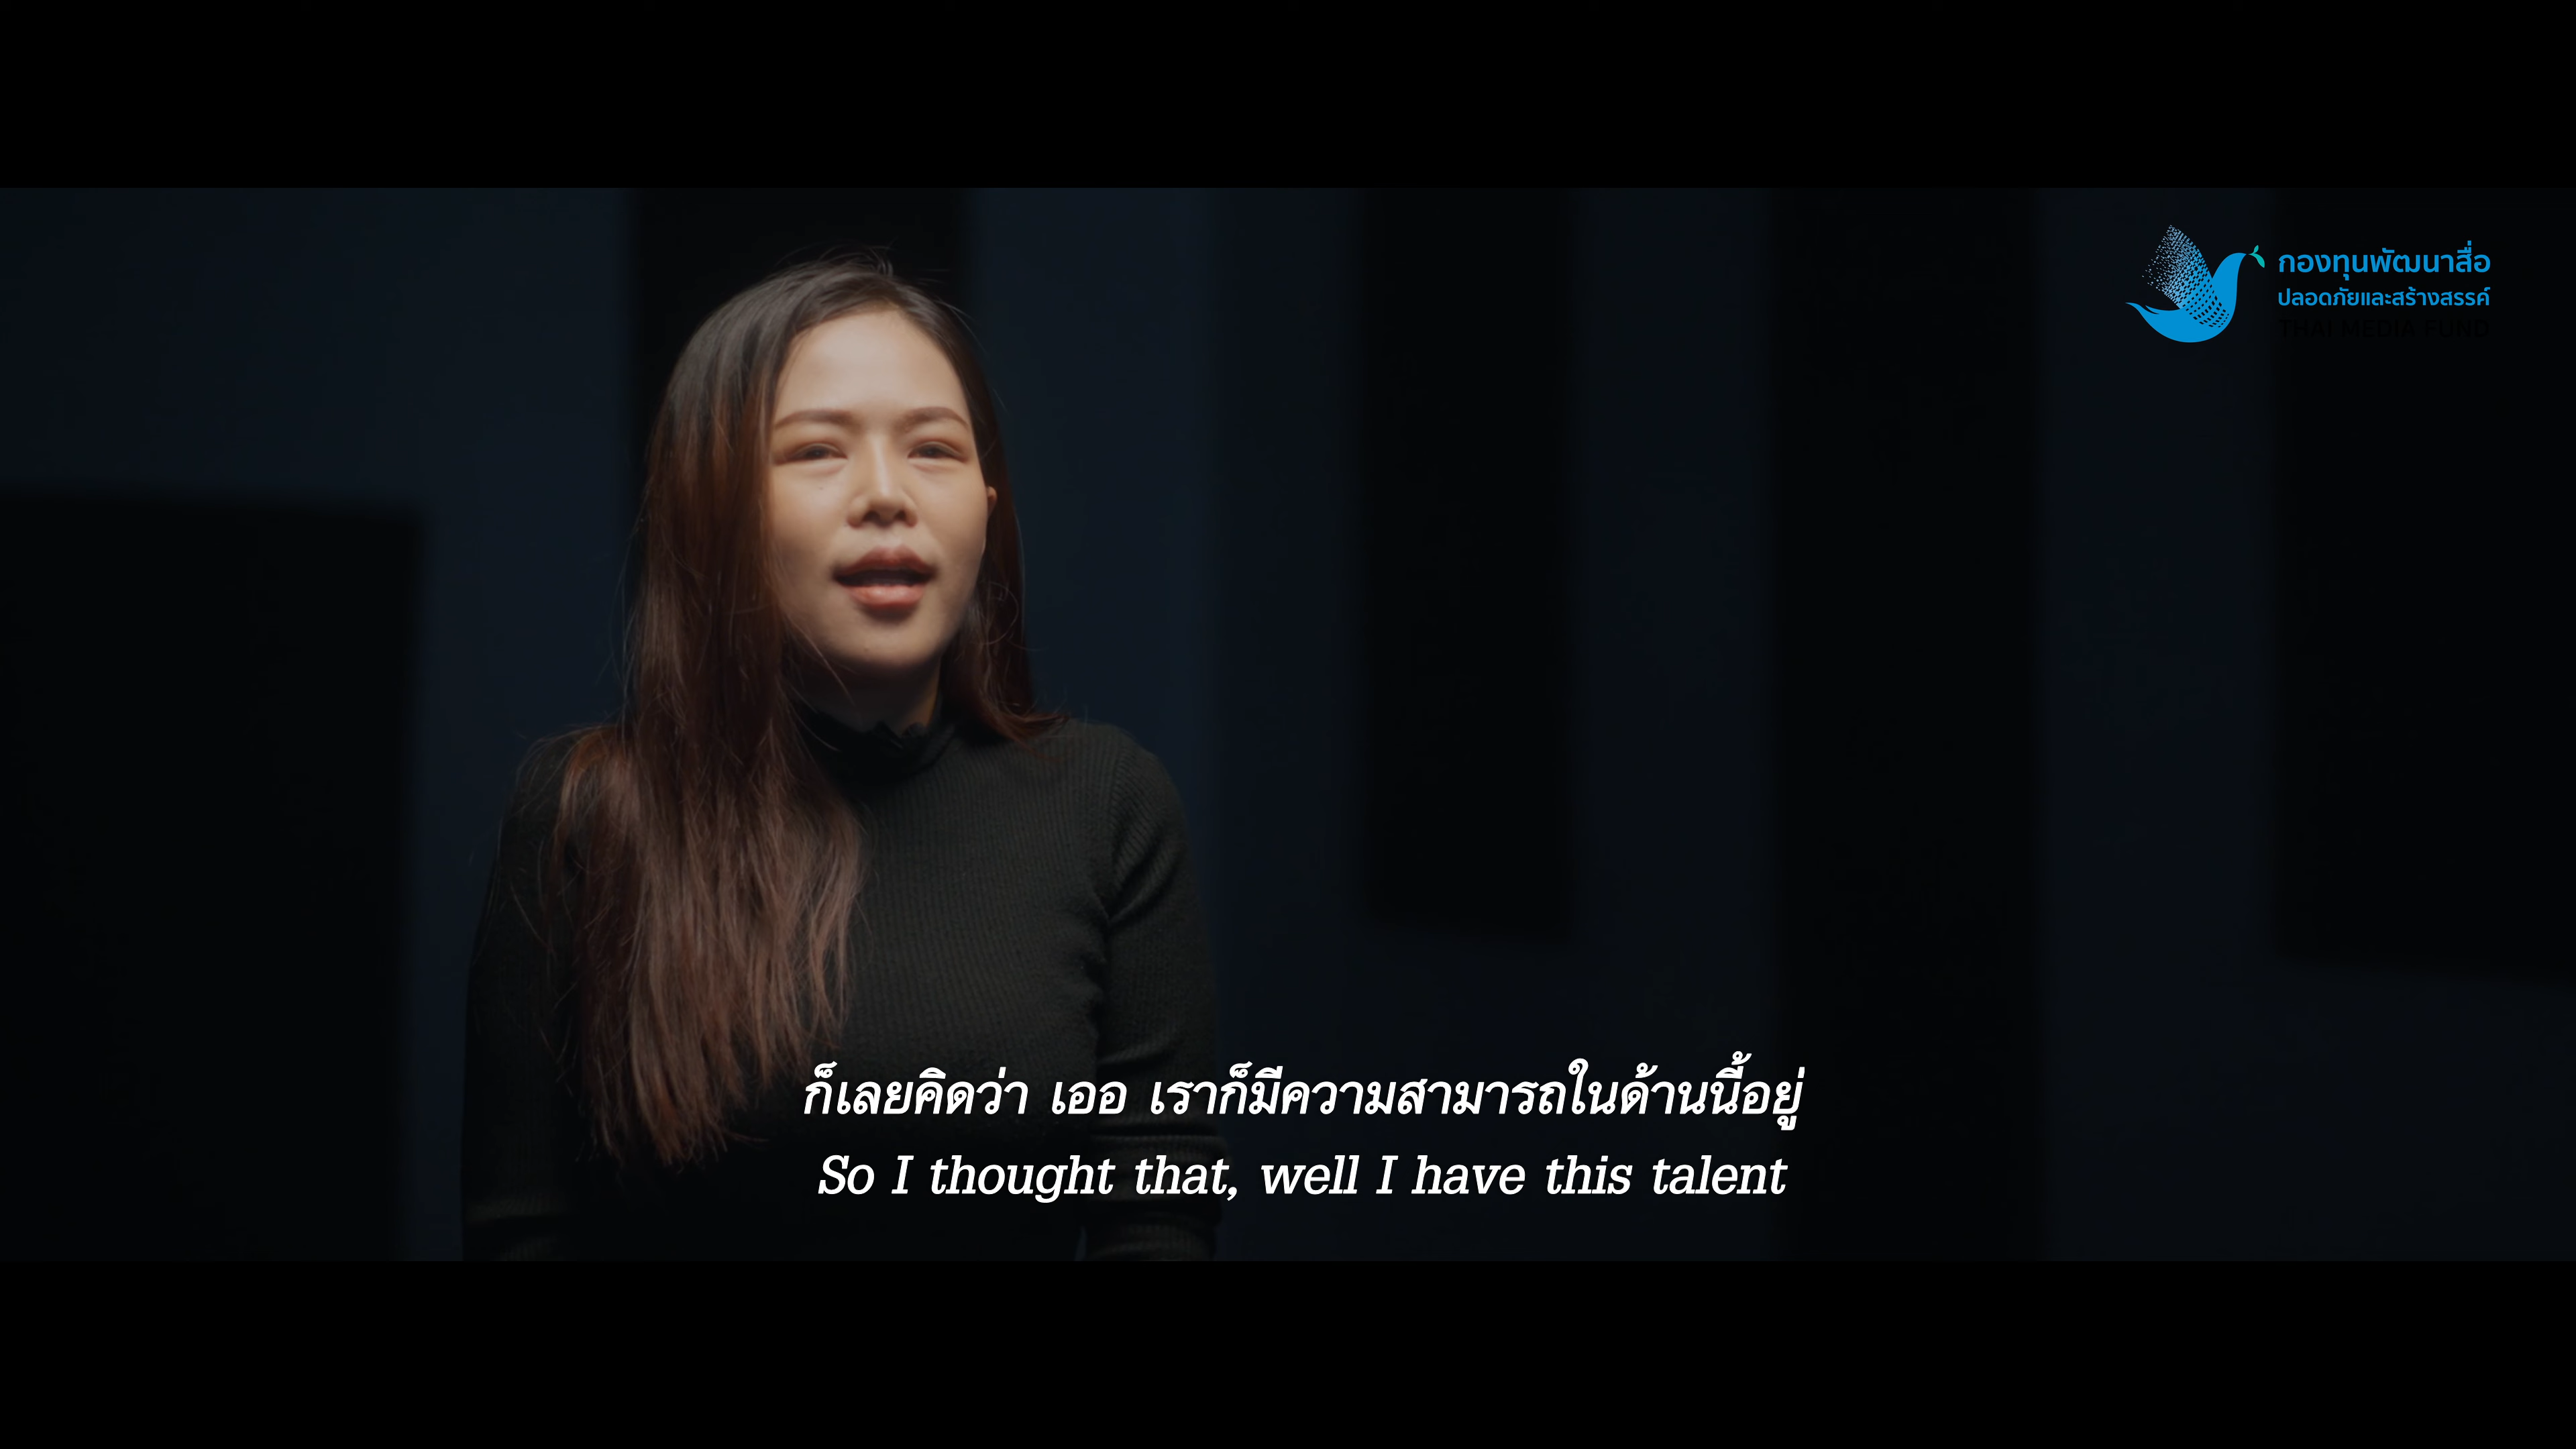 กองทุนพัฒนาสื่อ
ปลอดภัยและสร้างสรรค์
THAI MEDIA FUND
ก็เลยคิดว่า เออ เราก็มีความสามารถในด้านนี้อยู่
So I thought that, well I have this talent